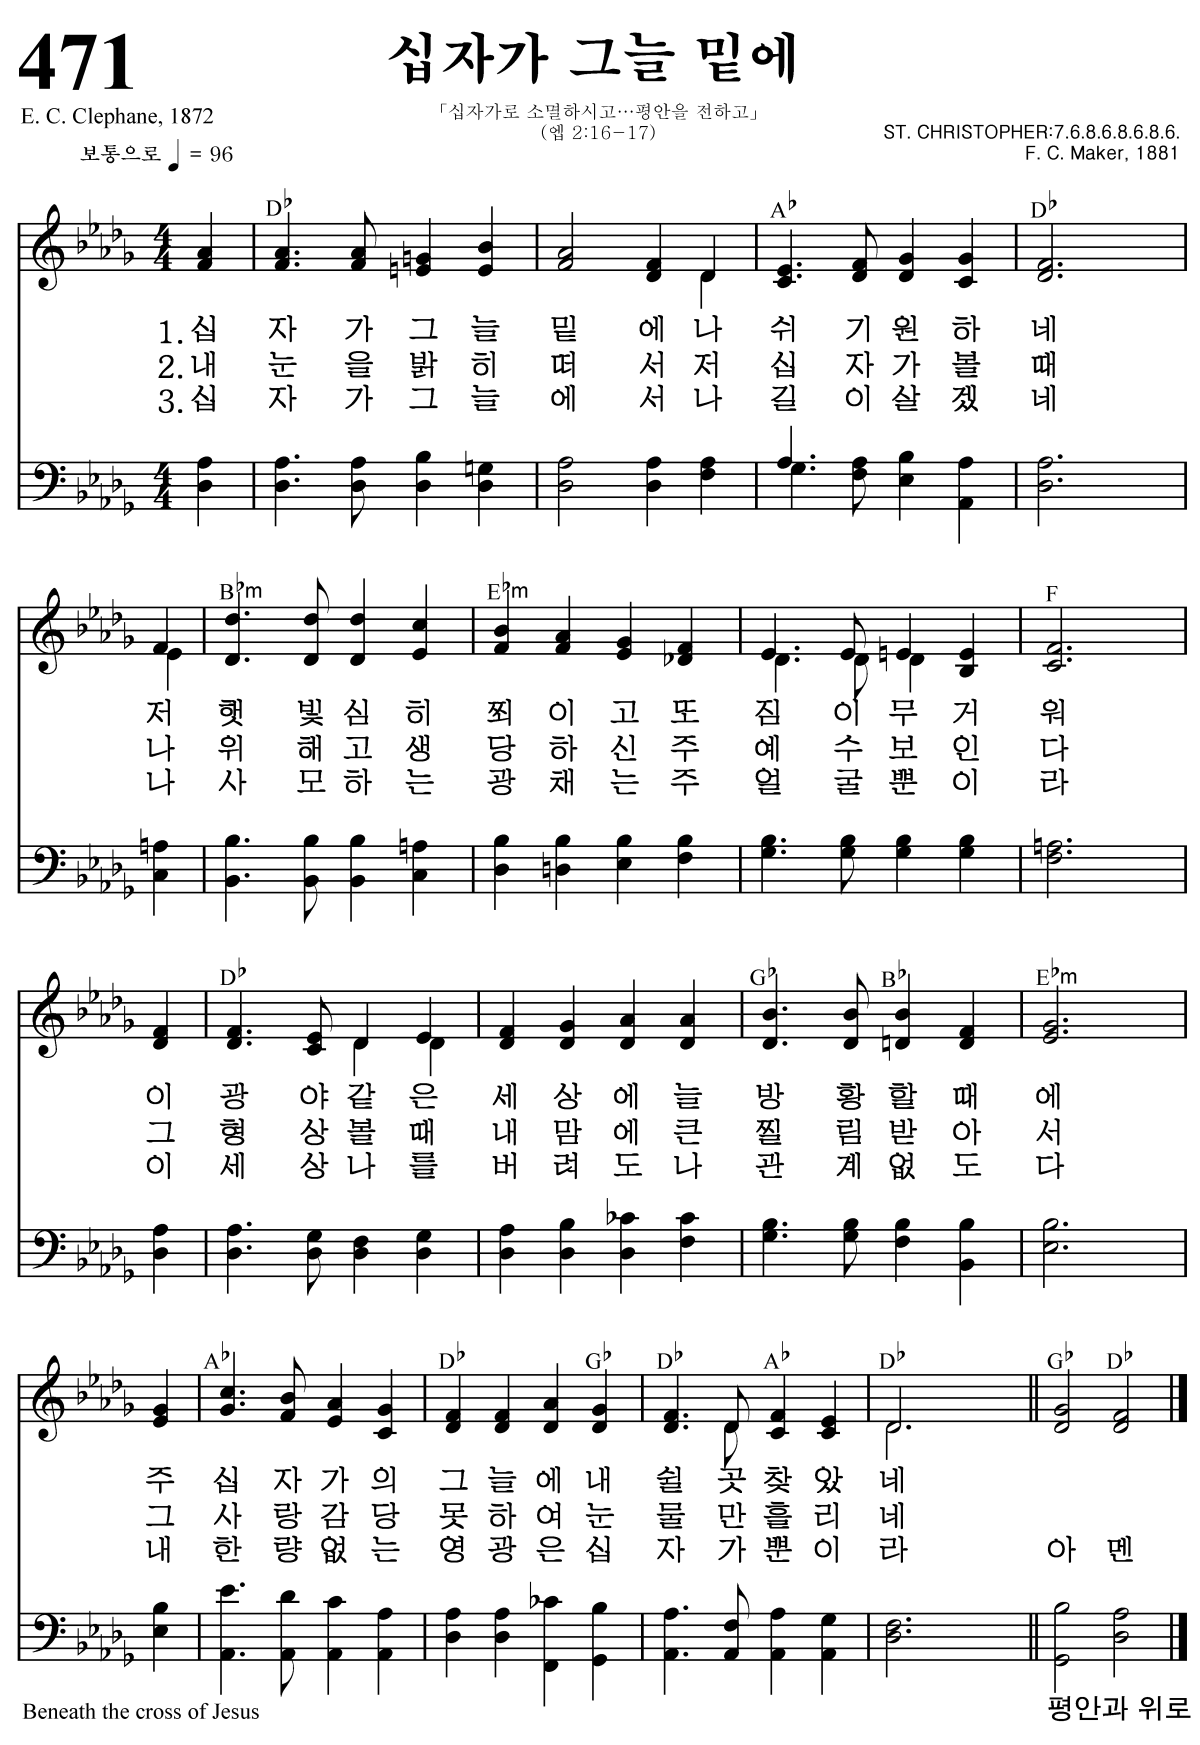 471
십자가 그늘 밑에
E. C. Clephane, 1872
「십자가로 소멸하시고…평안을 전하고」
(엡 2:16-17)
ST. CHRISTOPHER:7.6.8.6.8.6.8.6.
F. C. Maker, 1881
보통으로 ♩ = 96
D♭ A♭ D♭
4 4
1. 십 자 가 그 늘 밑 에 나 쉬 기 원 하 네
2. 내 눈 을 밝 히 떠 서 저 십 자 가 볼 때
3. 십 자 가 그 늘 에 서 나 길 이 살 겠 네
4 4
B♭m E♭m F
저 햇 빛 심 히 쬐 이 고 또 짐 이 무 거 워
나 위 해 고 생 당 하 신 주 예 수 보 인 다
나 사 모 하 는 광 채 는 주 얼 굴 뿐 이 라
D♭ G♭ B♭ E♭m
이 광 야 같 은 세 상 에 늘 방 황 할 때 에
그 형 상 볼 때 내 맘 에 큰 찔 림 받 아 서
이 세 상 나 를 버 려 도 나 관 계 없 도 다
A♭ D♭ G♭ D♭ A♭ D♭ G♭ D♭
주 십 자 가 의 그 늘 에 내 쉴 곳 찾 았 네
그 사 랑 감 당 못 하 여 눈 물 만 흘 리 네
내 한 량 없 는 영 광 은 십 자 가 뿐 이 라 아 멘
Beneath the cross of Jesus
평안과 위로